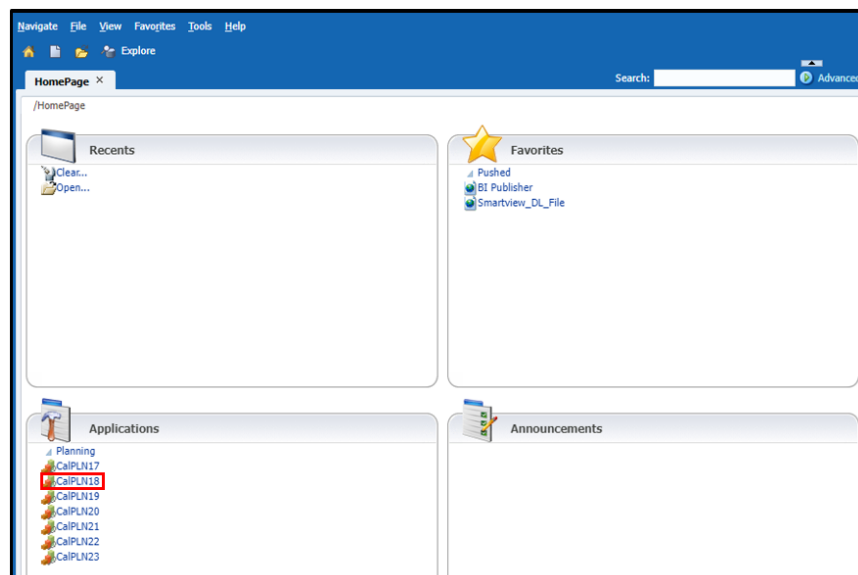 Navigate File View Favorites Tools Help
Explore
HomePage × Search: Advanced
/HomePage
Recents
Clear...
Open...
Favorites
Pushed
BI Publisher
Smartview_DL_File
Applications
Planning
CalPLN17
CalPLN18
CalPLN19
CalPLN20
CalPLN21
CalPLN22
CalPLN23
Announcements